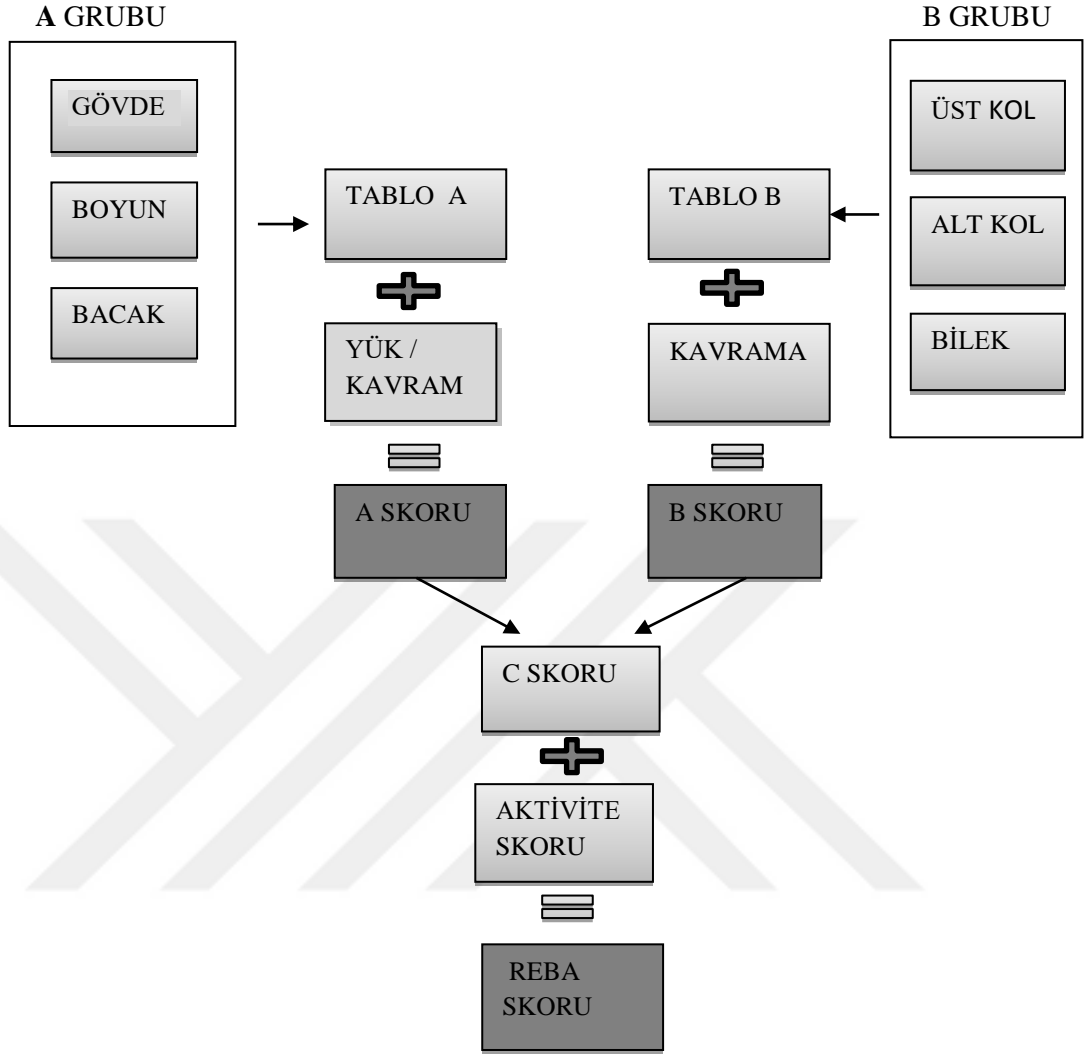 A GRUBU
GÖVDE
BOYUN
BACAK
TABLO A
YÜK /
KAVRAM
A SKORU
B GRUBU
ÜST KOL
ALT KOL
BİLEK
TABLO B
KAVRAMA
B SKORU
C SKORU
AKTİVİTE
SKORU
REBA
SKORU